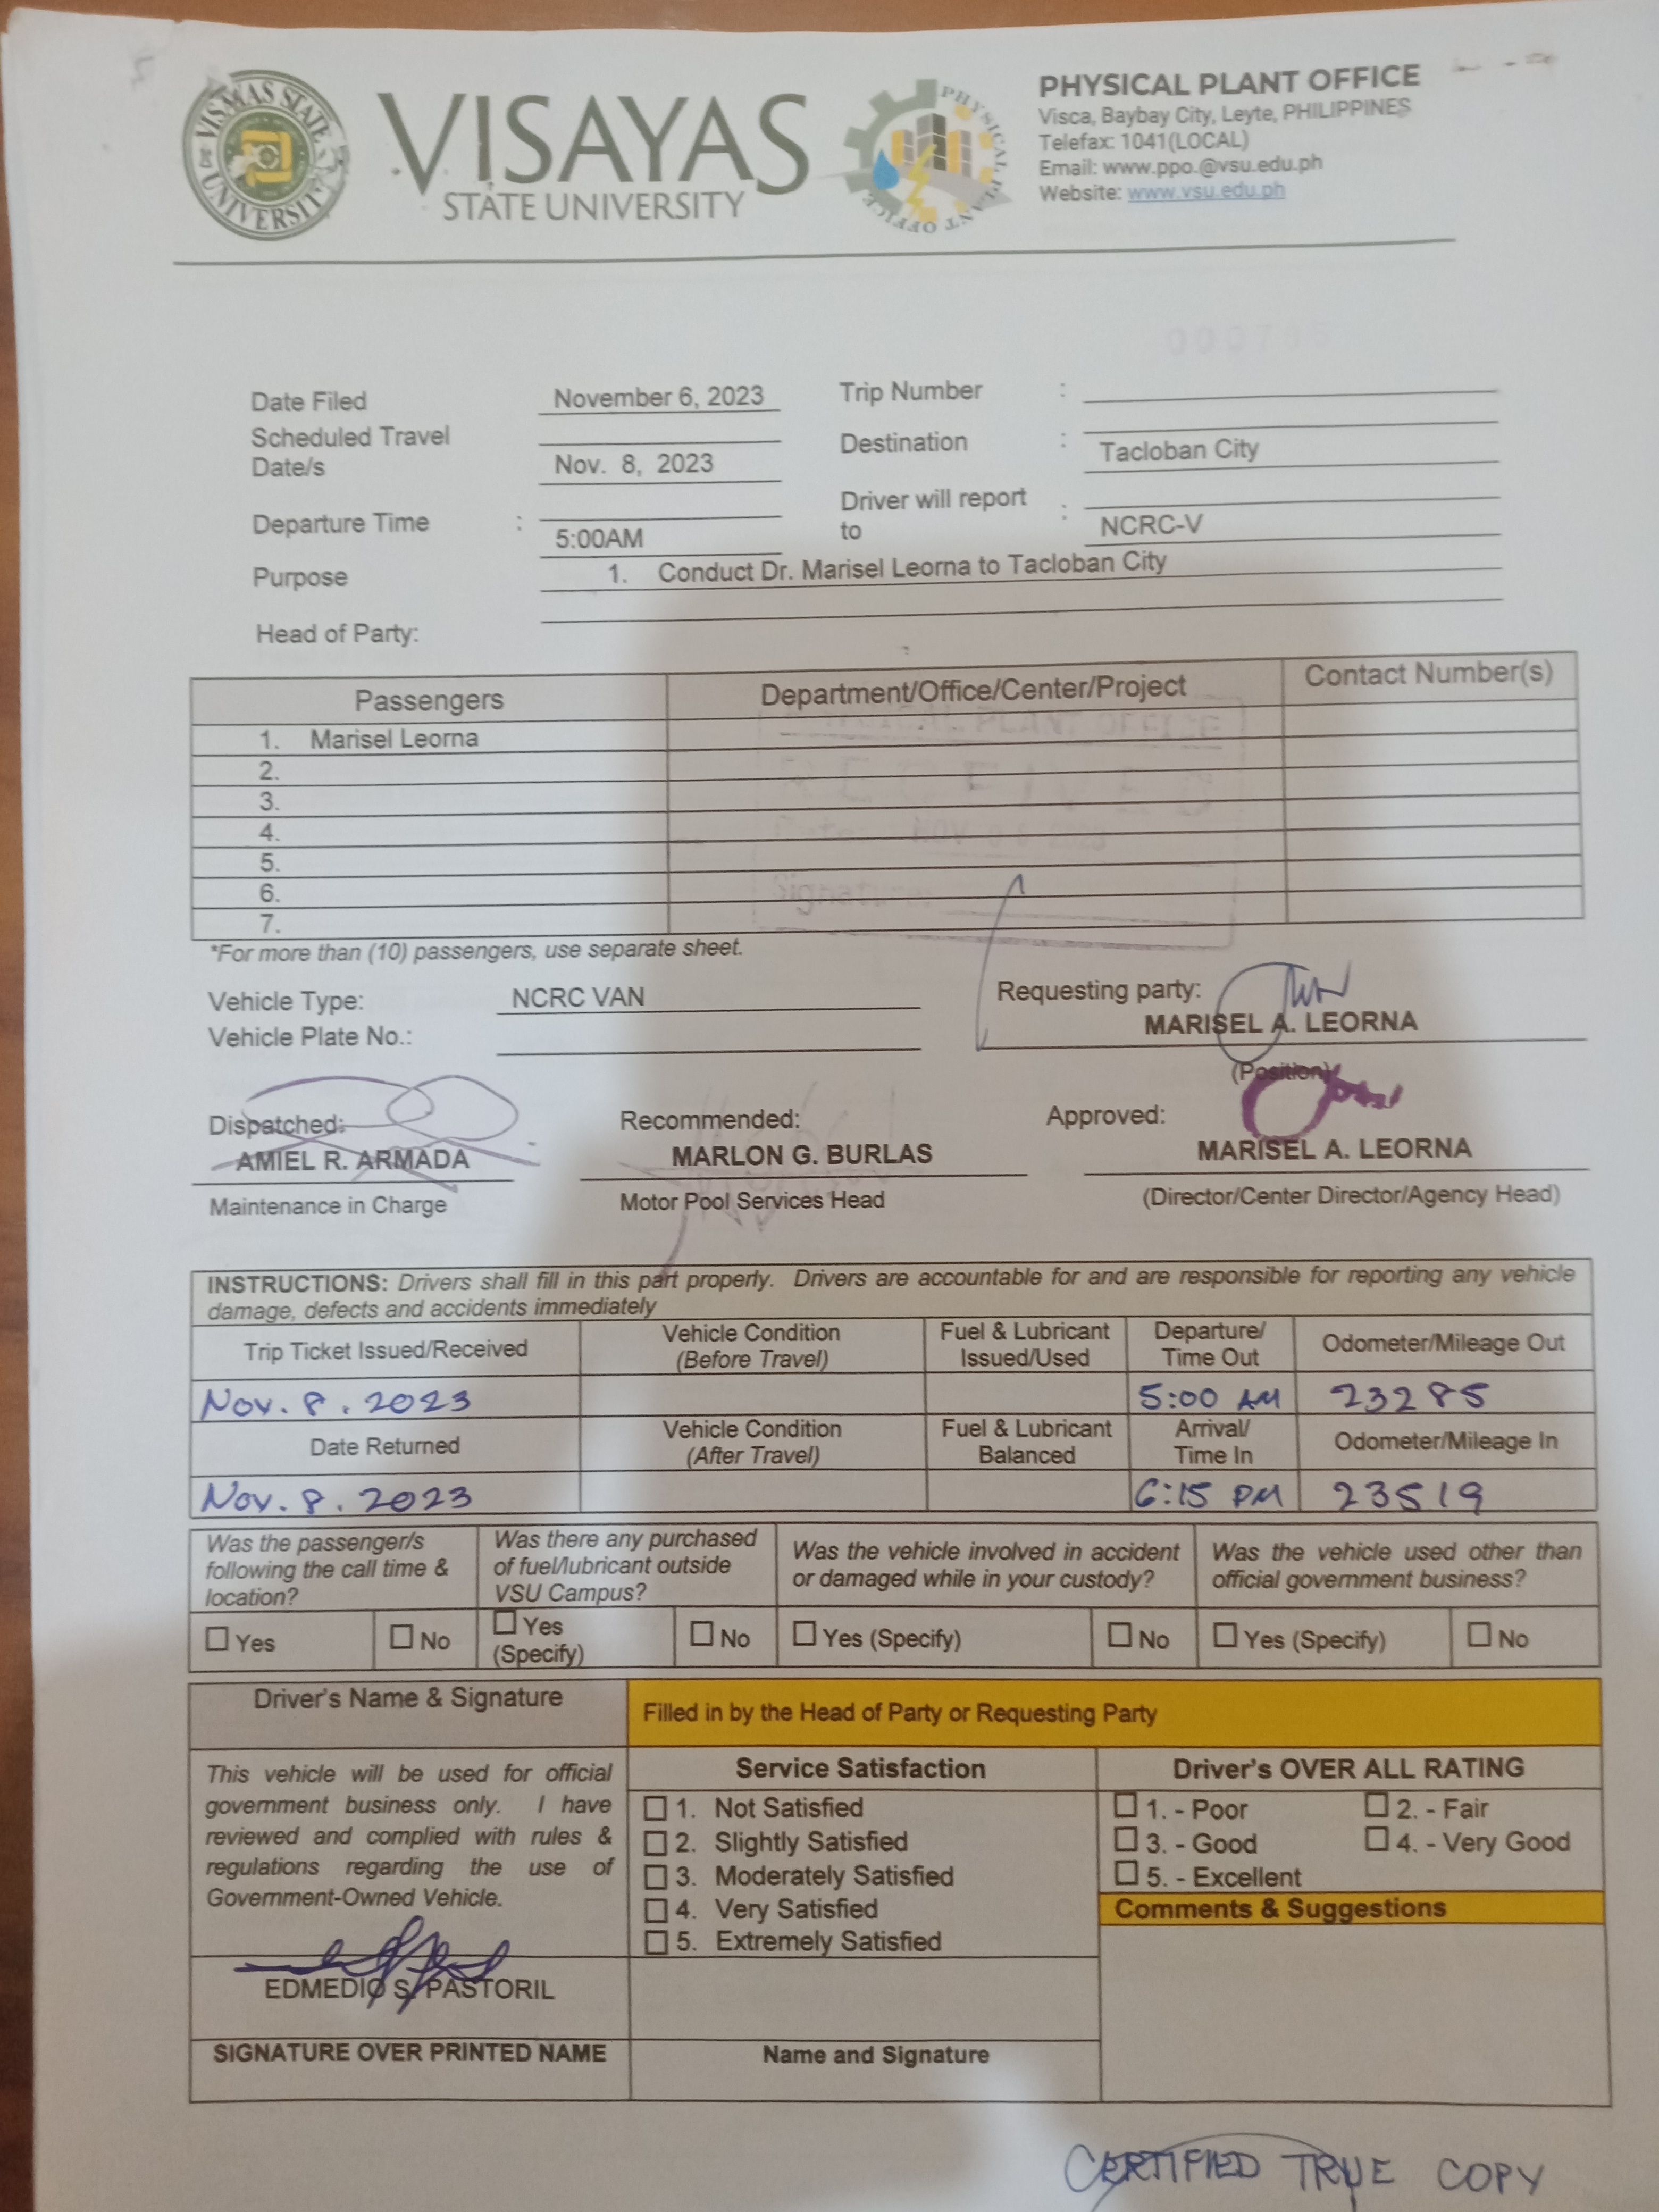 VISAYAS STATE UNIVERSITY
VISAYAS
STATE UNIVERSITY
PHYSICAL PLANT OFFICE
PHYSICAL PLANT OFFICE
Visca, Baybay City, Leyte, PHILIPPINES
Telefax: 1041(LOCAL)
Email: www.ppo.@vsu.edu.ph
Website: www.vsu.edu.ph
Date Filed November 6, 2023 Trip Number :
Scheduled Travel Date/s Nov. 8, 2023 Destination : Tacloban City
Departure Time : 5:00AM Driver will report to : NCRC-V
Purpose 1. Conduct Dr. Marisel Leorna to Tacloban City
Head of Party:
Passengers Department/Office/Center/Project Contact Number(s)
1. Marisel Leorna
2.
3.
4.
5.
6.
7.
*For more than (10) passengers, use separate sheet.
Vehicle Type: NCRC VAN Requesting party:
MARISEL A. LEORNA
Vehicle Plate No.:
(Position)
Dispatched: Recommended: Approved:
AMIEL R. ARMADA MARLON G. BURLAS MARISEL A. LEORNA
Maintenance in Charge Motor Pool Services Head (Director/Center Director/Agency Head)
INSTRUCTIONS: Drivers shall fill in this part properly. Drivers are accountable for and are responsible for reporting any vehicle
damage, defects and accidents immediately
Trip Ticket Issued/Received Vehicle Condition (Before Travel) Fuel & Lubricant Issued/Used Departure/ Time Out Odometer/Mileage Out
Nov. 8. 2023 5:00 AM 23285
Date Returned Vehicle Condition (After Travel) Fuel & Lubricant Balanced Arrival/ Time In Odometer/Mileage In
Nov. 8. 2023 6:15 PM 23519
Was the passenger/s following the call time & location? Was there any purchased of fuel/lubricant outside VSU Campus? Was the vehicle involved in accident or damaged while in your custody? Was the vehicle used other than official government business?
Yes No Yes (Specify) No Yes (Specify) No Yes (Specify) No
Driver's Name & Signature Filled in by the Head of Party or Requesting Party
This vehicle will be used for official
government business only. I have
reviewed and complied with rules &
regulations regarding the use of
Government-Owned Vehicle.
EDMEDIO S. PASTORIL
SIGNATURE OVER PRINTED NAME
Service Satisfaction
1. Not Satisfied
2. Slightly Satisfied
3. Moderately Satisfied
4. Very Satisfied
5. Extremely Satisfied
Name and Signature
Driver's OVER ALL RATING
1. - Poor 2. - Fair
3. - Good 4. - Very Good
5. - Excellent
Comments & Suggestions
CERTIFIED TRUE COPY